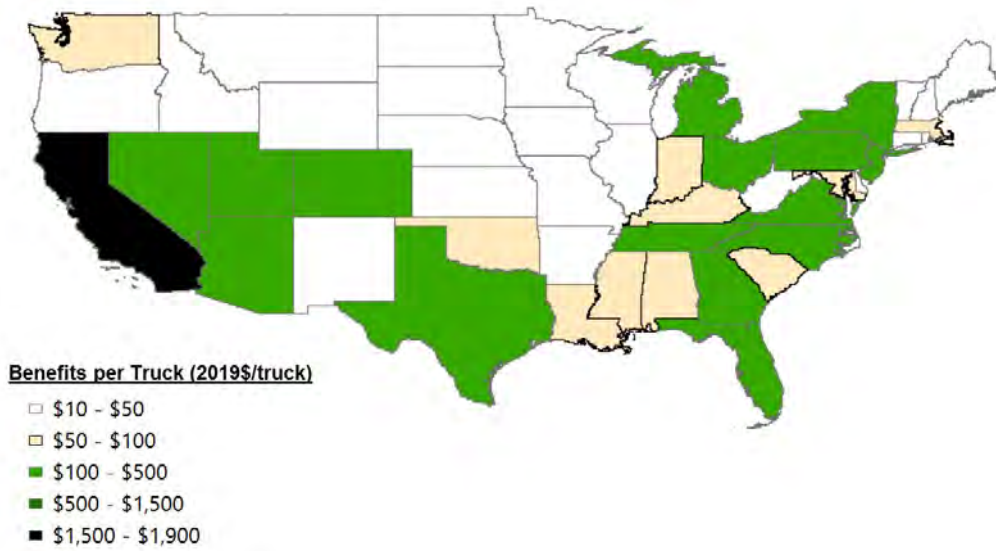 Benefits per Truck (2019$/truck)
$10 - $50
$50 - $100
$100 - $500
$500 - $1,500
$1,500 - $1,900